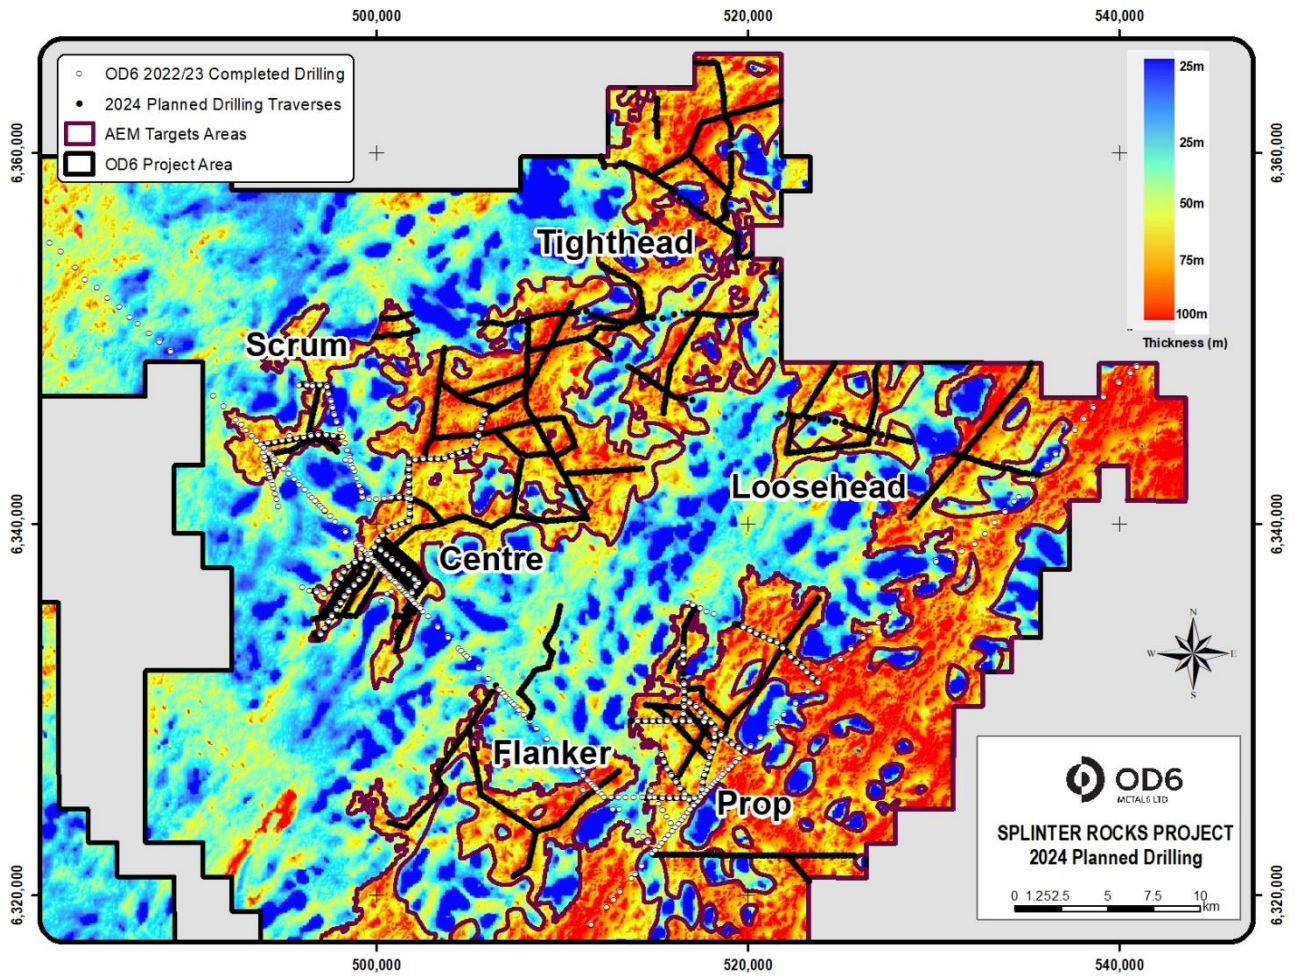 500,000
520,000
540,000
OD6 2022/23 Completed Drilling
2024 Planned Drilling Traverses
AEM Targets Areas
OD6 Project Area
25m
25m
50m
75m
100m
Thickness (m)
6,360,000
6,360,000
Tighthead
Scrum
Loosehead
6,340,000
6,340,000
Centre
N
W
E
S
Flanker
Prop
OD6
METALS LTD
SPLINTER ROCKS PROJECT
2024 Planned Drilling
0 1.252.5 5 7.5 10
km
6,320,000
6,320,000
500,000
520,000
540,000